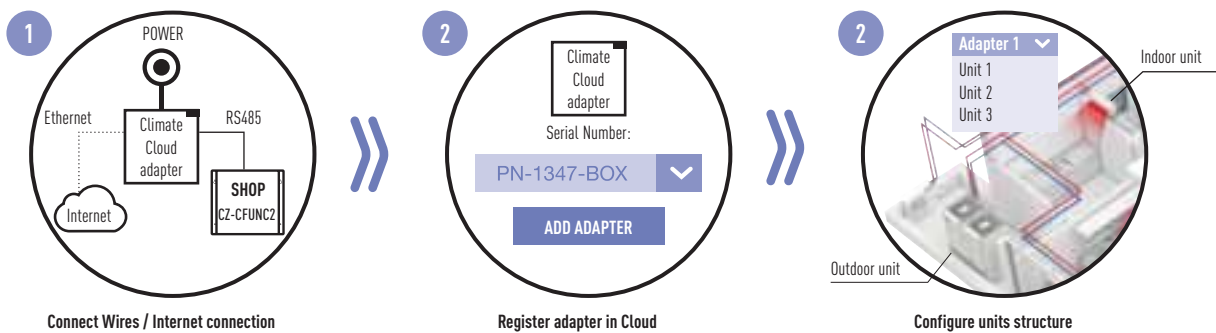 1
POWER
Ethernet
RS485
Climate
Cloud
adapter
Internet
SHOP
CZ-CFUNC2
Connect Wires / Internet connection
2
Climate
Cloud
adapter
Serial Number:
PN-1347-BOX
ADD ADAPTER
Register adapter in Cloud
2
Adapter 1
Unit 1
Unit 2
Unit 3
Indoor unit
Outdoor unit
Configure units structure